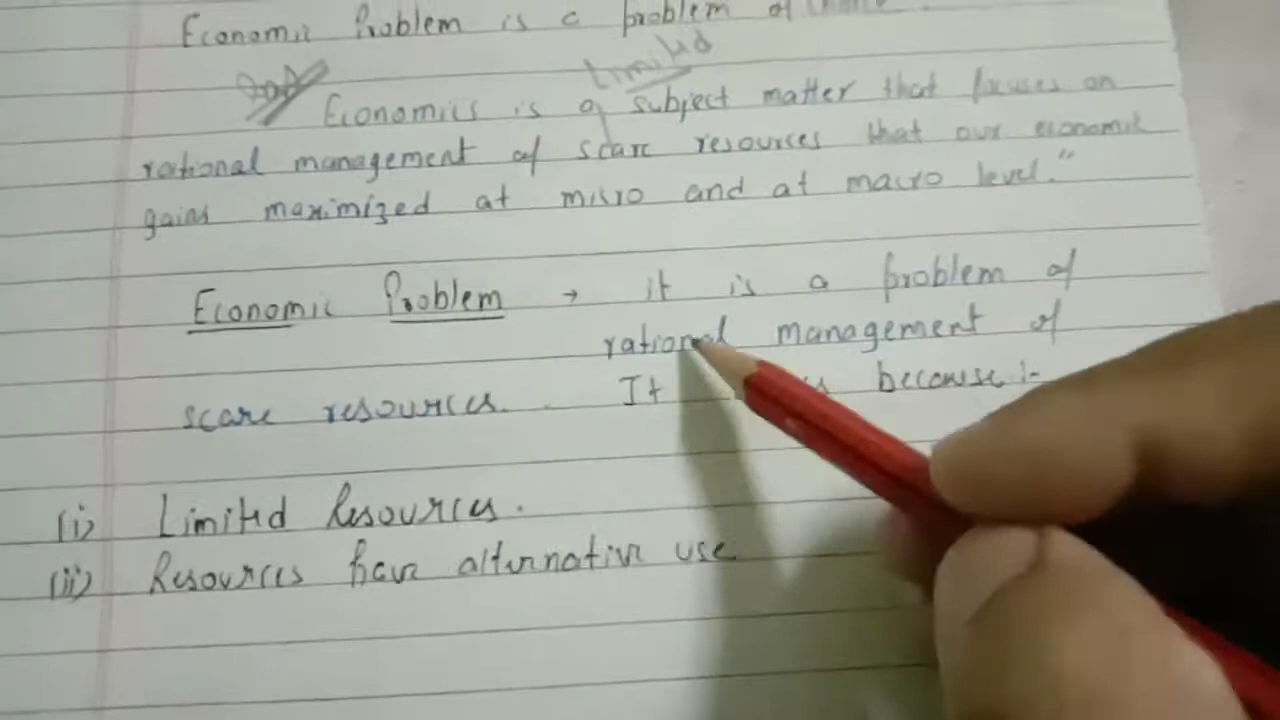 Economic Problem is a problem of
Limited
Economics is a subject matter that focuses on
rational management of scare resources that our economic
gains maximized at micro and at macro level."
Economic Problem → it is a problem of
rational management of
scare resources. It because :-
(i) Limited Resources.
(ii) Resources have alternative use